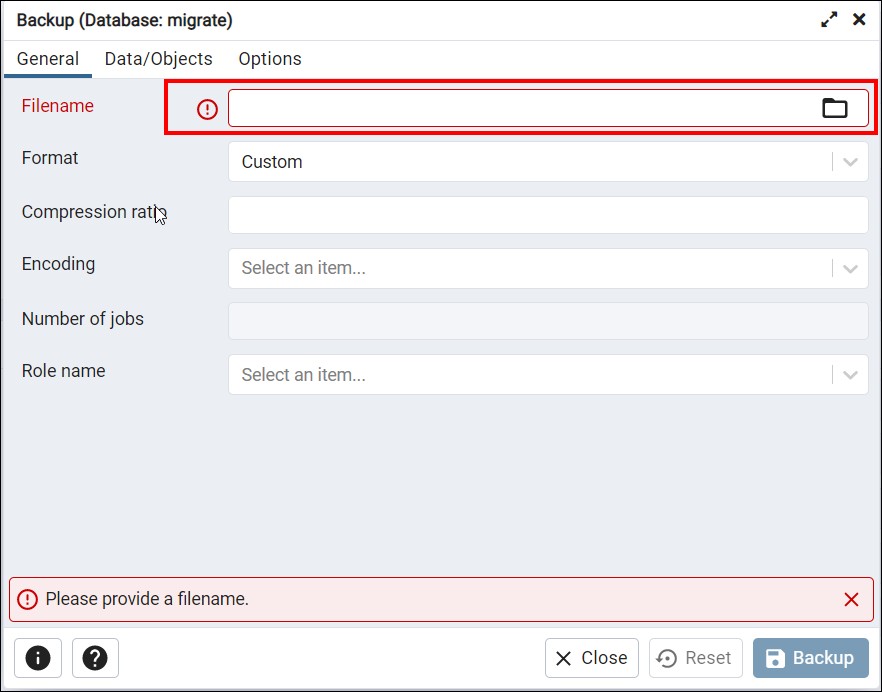 Backup (Database: migrate)
General Data/Objects Options
Filename
Format Custom
Compression ratio
Encoding Select an item...
Number of jobs
Role name Select an item...
Please provide a filename.
Close Reset Backup